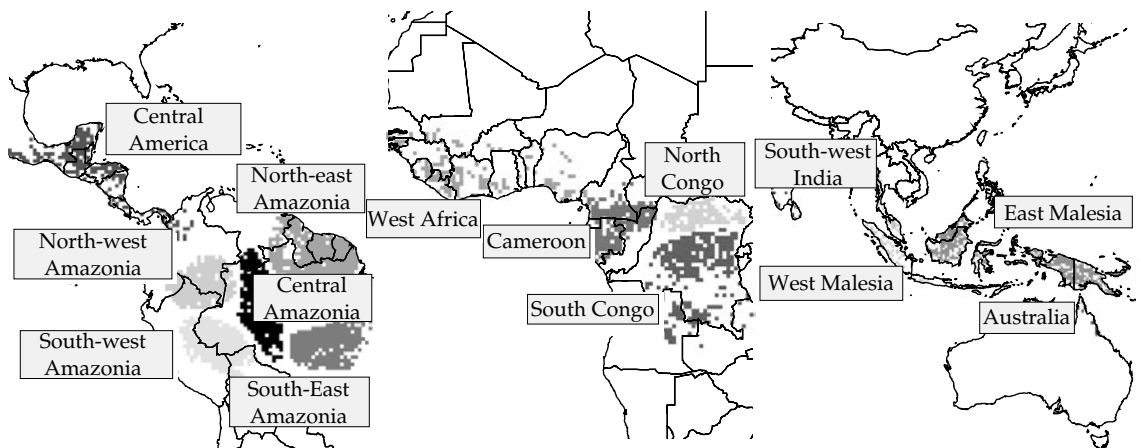 Central
America
North-east
Amazonia
North-west
Amazonia
Central
Amazonia
South-west
Amazonia
South-East
Amazonia
North
Congo
West Africa
Cameroon
South Congo
South-west
India
East Malesia
West Malesia
Australia